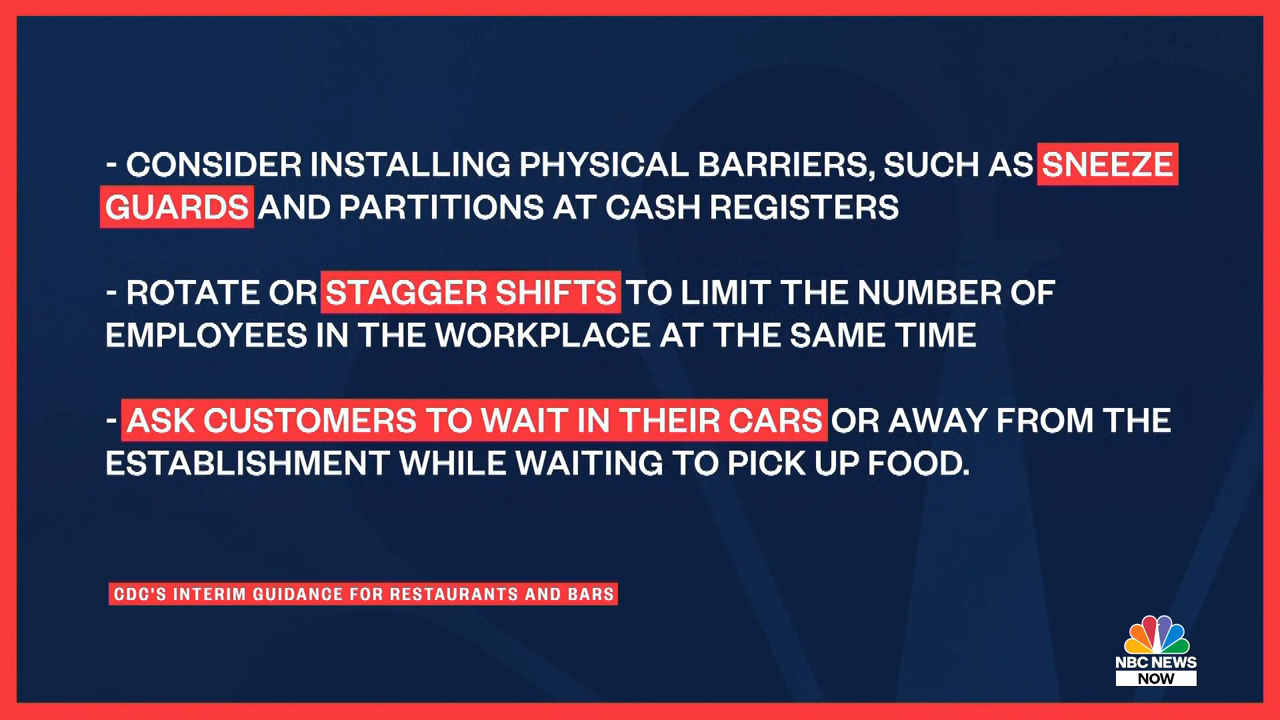 - CONSIDER INSTALLING PHYSICAL BARRIERS, SUCH AS SNEEZE
GUARDS AND PARTITIONS AT CASH REGISTERS
- ROTATE OR STAGGER SHIFTS TO LIMIT THE NUMBER OF
EMPLOYEES IN THE WORKPLACE AT THE SAME TIME
- ASK CUSTOMERS TO WAIT IN THEIR CARS OR AWAY FROM THE
ESTABLISHMENT WHILE WAITING TO PICK UP FOOD.
CDC'S INTERIM GUIDANCE FOR RESTAURANTS AND BARS
NBC NEWS
NOW